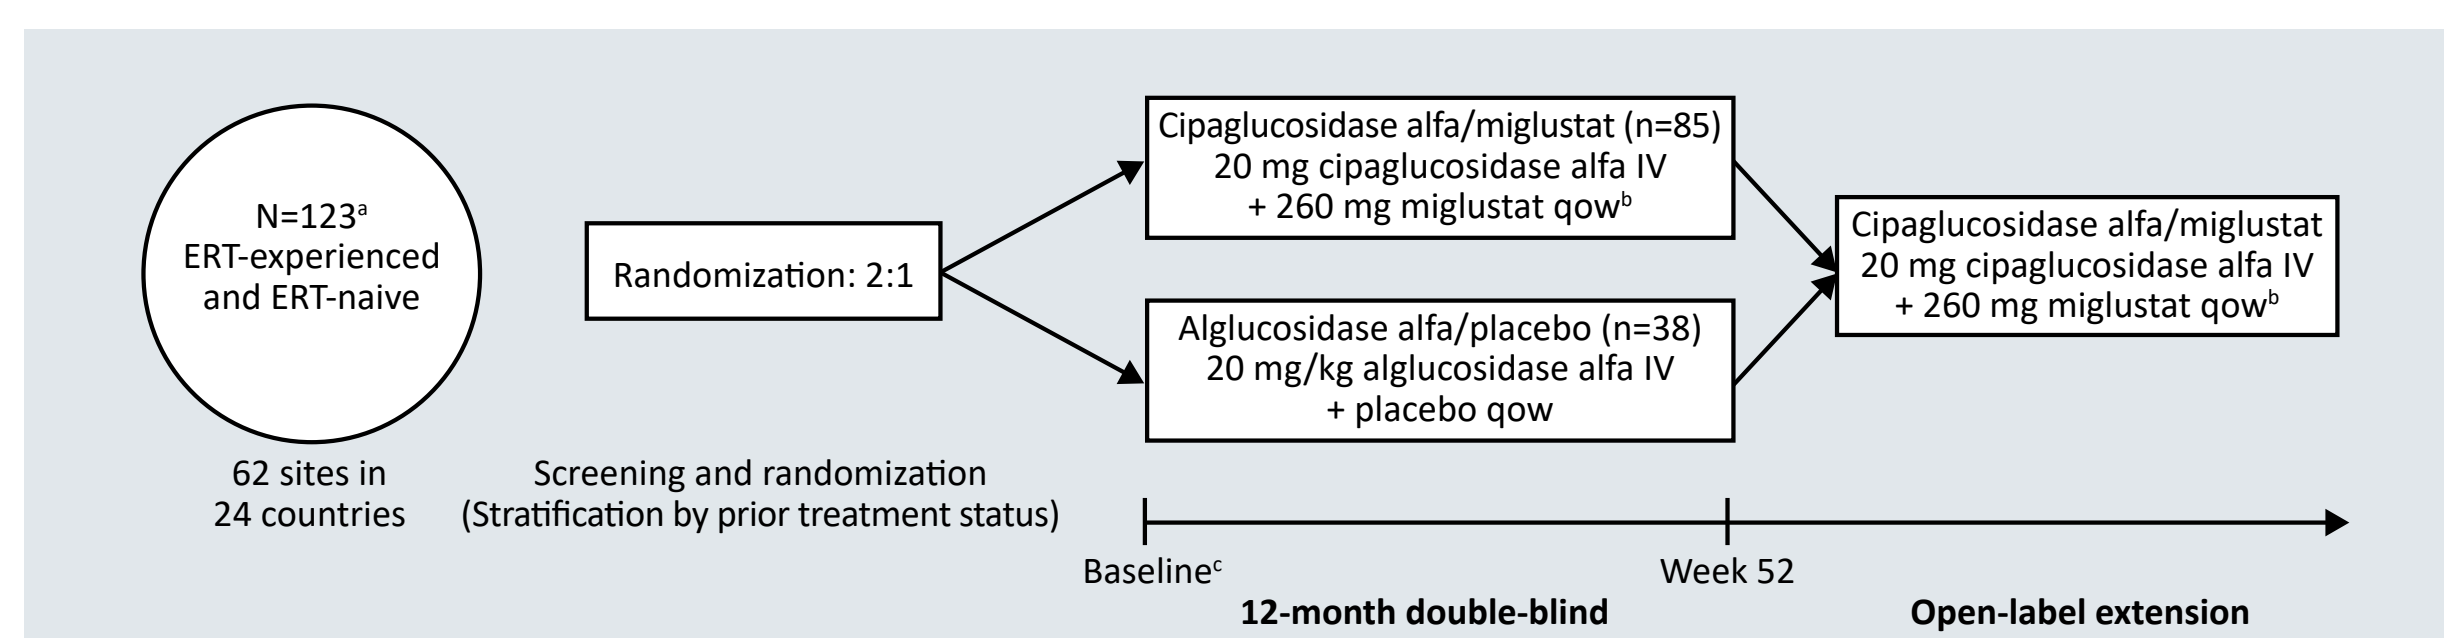 N=123ᵃ
ERT-experienced
and ERT-naive
62 sites in
24 countries
Randomization: 2:1
Screening and randomization
(Stratification by prior treatment status)
Cipaglucosidase alfa/miglustat (n=85)
20 mg cipaglucosidase alfa IV
+ 260 mg miglustat qowᵇ
Alglucosidase alfa/placebo (n=38)
20 mg/kg alglucosidase alfa IV
+ placebo qow
Cipaglucosidase alfa/miglustat
20 mg cipaglucosidase alfa IV
+ 260 mg miglustat qowᵇ
Baselineᶜ
Week 52
12-month double-blind
Open-label extension